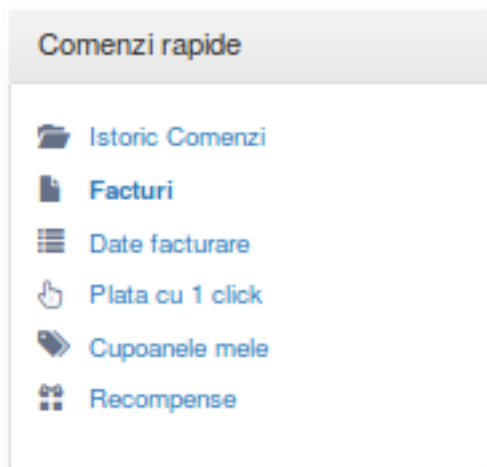 Comenzi rapide
Istoric Comenzi
Facturi
Date facturare
Plata cu 1 click
Cupoanele mele
Recompense